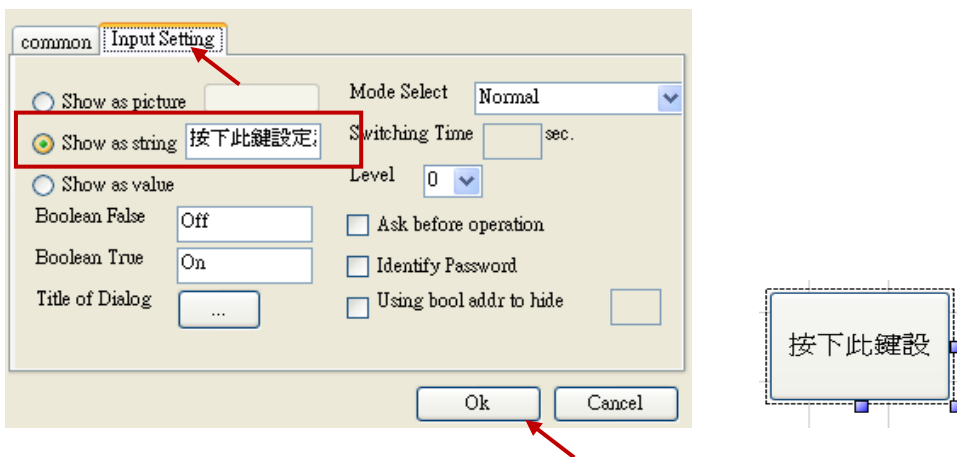 common Input Setting
Show as picture
Show as string 按下此鍵設定
Show as value
Boolean False Off
Boolean True On
Title of Dialog ...
Mode Select Normal
Switching Time sec.
Level 0
Ask before operation
Identify Password
Using bool addr to hide
Ok Cancel
按下此鍵設